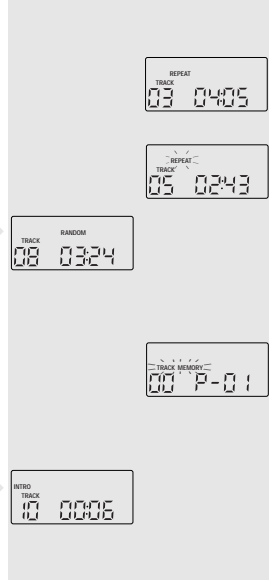 REPEAT
TRACK
03 04:05
REPEAT
TRACK
05 02:43
RANDOM
TRACK
08 03:24
TRACK MEMORY
00 P-01
INTRO
TRACK
10 00:06